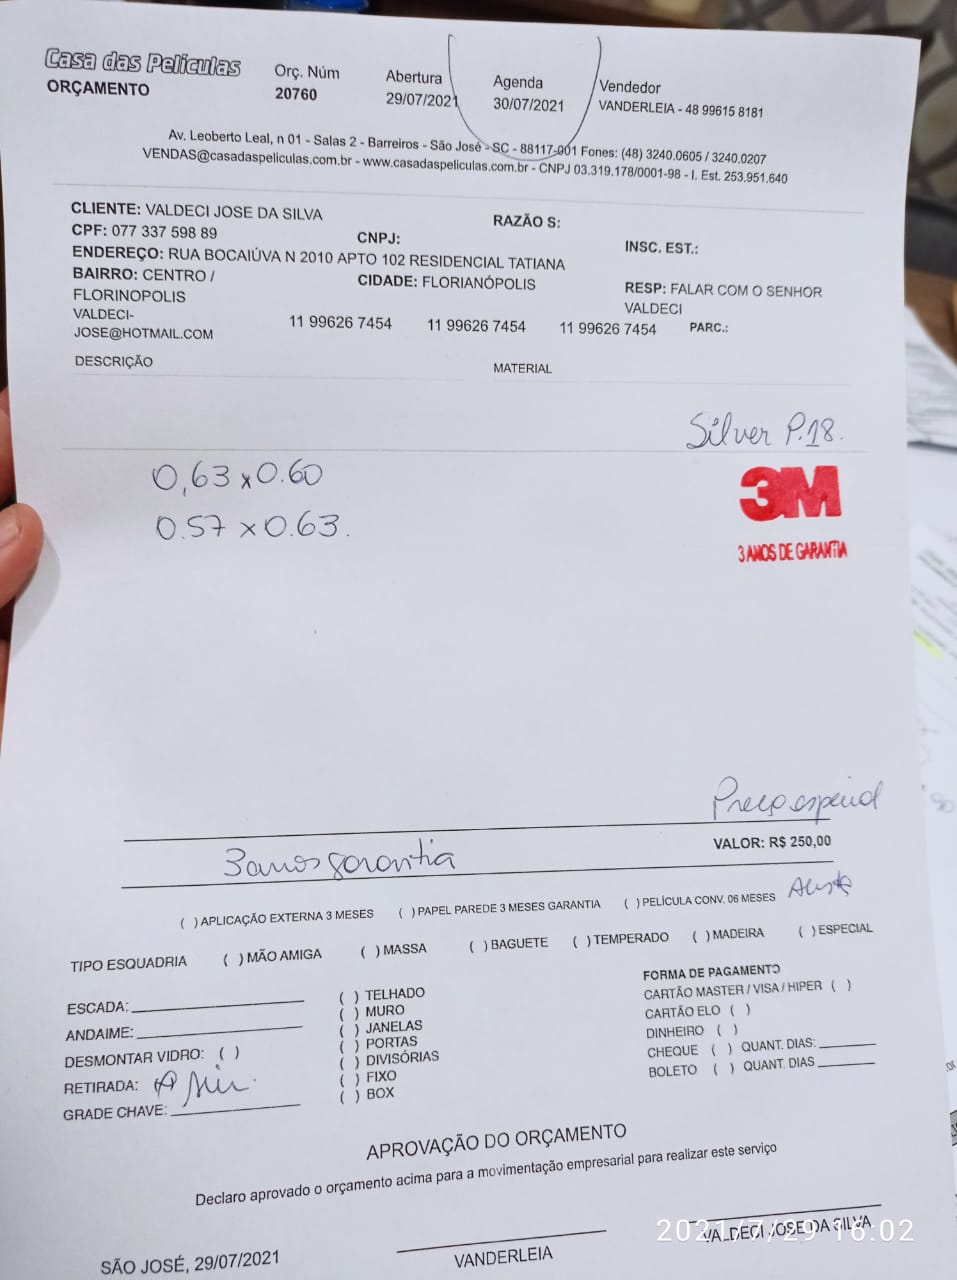 Casa das Peliculas
ORÇAMENTO
Orç. Núm
20760
Abertura
29/07/2021
Agenda
30/07/2021
Vendedor
VANDERLEIA - 48 99615 8181
Av. Leoberto Leal, n 01 - Salas 2 - Barreiros - São José - SC - 88117-001 Fones: (48) 3240.0605 / 3240.0207
VENDAS@casadaspeliculas.com.br - www.casadaspeliculas.com.br - CNPJ 03.319.178/0001-98 - I. Est. 253.951.640
CLIENTE: VALDECI JOSE DA SILVA
RAZÃO S:
CPF: 077 337 598 89
CNPJ:
INSC. EST.:
ENDEREÇO: RUA BOCAIÚVA N 2010 APTO 102 RESIDENCIAL TATIANA
BAIRRO: CENTRO /
FLORINOPOLIS
CIDADE: FLORIANÓPOLIS
RESP: FALAR COM O SENHOR
VALDECI
VALDECI-
JOSE@HOTMAIL.COM
11 99626 7454 11 99626 7454 11 99626 7454 PARC.:
DESCRIÇÃO
MATERIAL
Silver P.18.
0,63 x 0.60
0.57 x 0.63.
3M
3 ANOS DE GARANTIA
Preço especial
VALOR: R$ 250,00
3 anos garantia
( ) APLICAÇÃO EXTERNA 3 MESES ( ) PAPEL PAREDE 3 MESES GARANTIA ( ) PELÍCULA CONV. 06 MESES
TIPO ESQUADRIA ( ) MÃO AMIGA ( ) MASSA ( ) BAGUETE ( ) TEMPERADO ( ) MADEIRA ( ) ESPECIAL
ESCADA:
ANDAIME:
DESMONTAR VIDRO: ( )
RETIRADA:
GRADE CHAVE:
( ) TELHADO
( ) MURO
( ) JANELAS
( ) PORTAS
( ) DIVISÓRIAS
( ) FIXO
( ) BOX
FORMA DE PAGAMENTO
CARTÃO MASTER / VISA / HIPER ( )
CARTÃO ELO ( )
DINHEIRO ( )
CHEQUE ( ) QUANT. DIAS:
BOLETO ( ) QUANT. DIAS
APROVAÇÃO DO ORÇAMENTO
Declaro aprovado o orçamento acima para a movimentação empresarial para realizar este serviço
SÃO JOSÉ, 29/07/2021
VANDERLEIA
VALDECI JOSE DA SILVA
2021/7/29 16:02